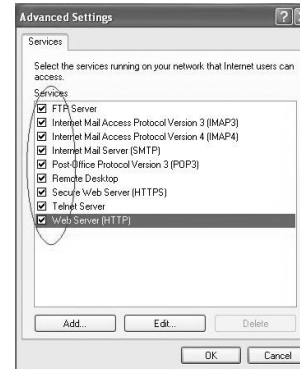 Advanced Settings
Services
Select the services running on your network that Internet users can
access.
Services
FTP Server
Internet Mail Access Protocol Version 3 (IMAP3)
Internet Mail Access Protocol Version 4 (IMAP4)
Internet Mail Server (SMTP)
Post-Office Protocol Version 3 (POP3)
Remote Desktop
Secure Web Server (HTTPS)
Telnet Server
Web Server (HTTP)
Add... Edit... Delete
OK Cancel